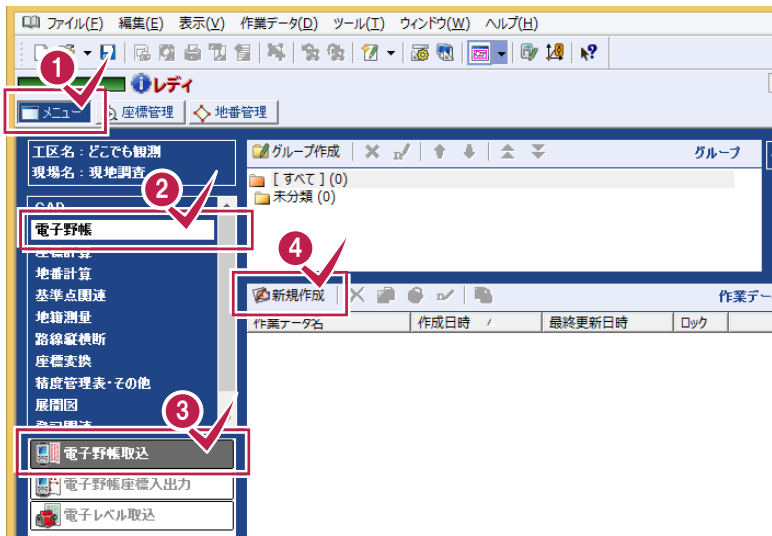 ファイル(F) 編集(E) 表示(V) 作業データ(D) ツール(T) ウィンドウ(W) ヘルプ(H)
1
レディ
メニュー 座標管理 地番管理
工区名:どこでも観測
現場名:現地調査
グループ作成 グループ
[ すべて ] (0)
未分類 (0)
2
CAD
電子野帳
座標計算
地番計算
基準点関連
地籍測量
路線縦横断
座標変換
精度管理表・その他
展開図
登記関連
4
新規作成 作業デー
作業データ名 作成日時 最終更新日時 ロック
3
電子野帳取込
電子野帳座標入出力
電子レベル取込